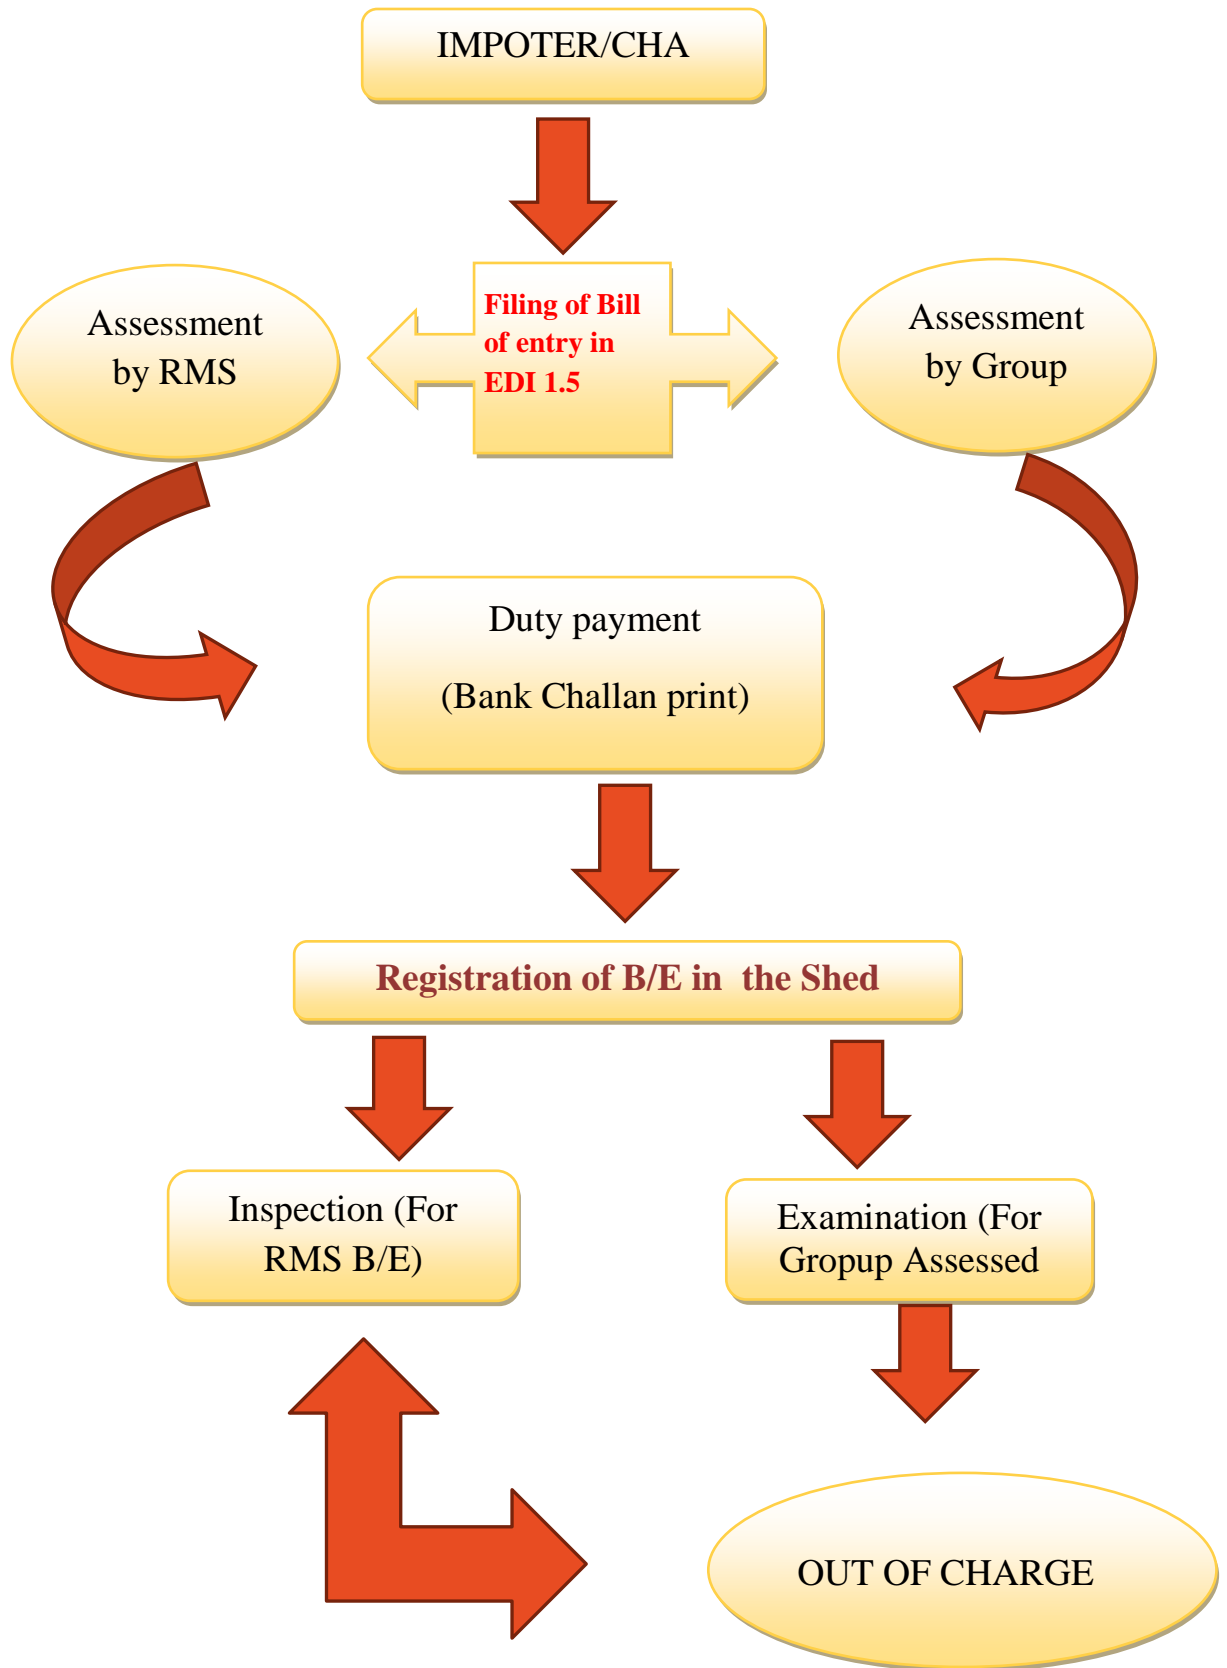 IMPOTER/CHA
Filing of Bill
of entry in
EDI 1.5
Assessment
by RMS
Assessment
by Group
Duty payment
(Bank Challan print)
Registration of B/E in  the Shed
Inspection (For
RMS B/E)
Examination (For
Gropup Assessed
OUT OF CHARGE